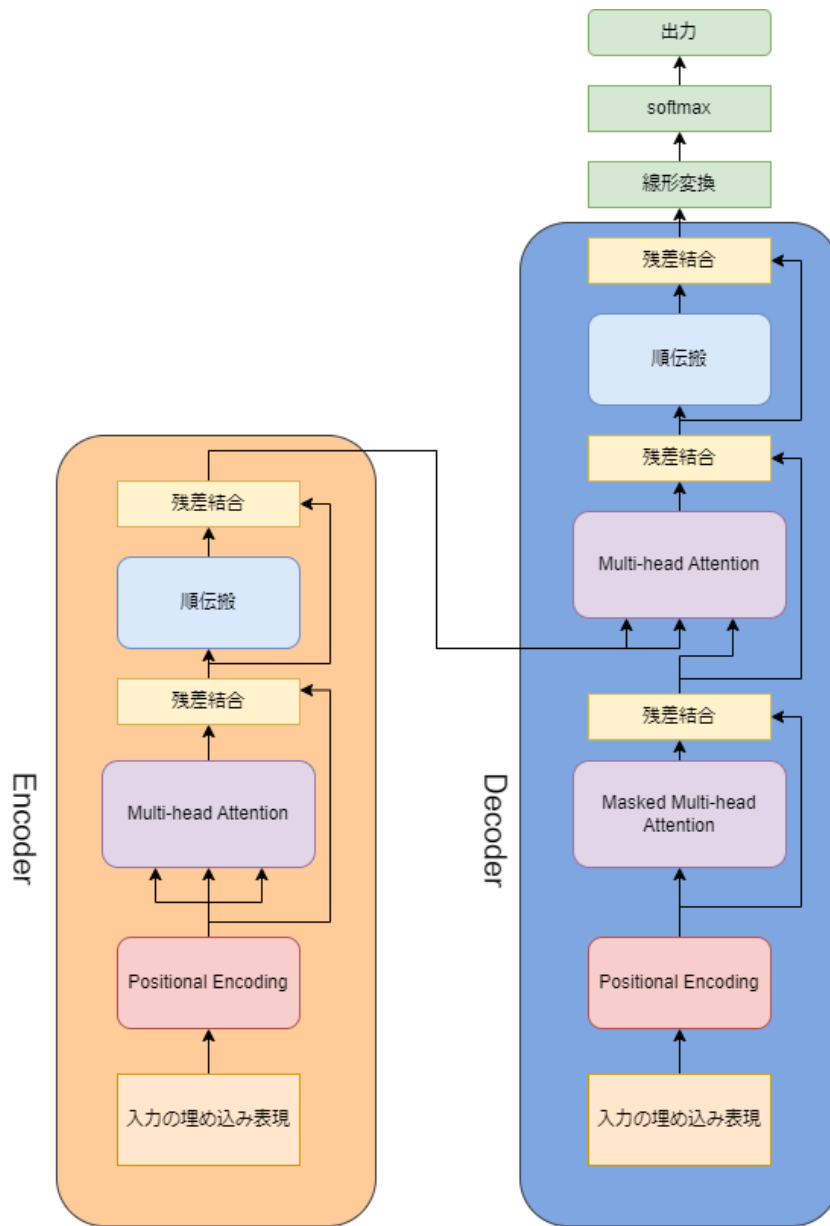 出力
softmax
線形変換
残差結合
順伝搬
残差結合
Multi-head Attention
残差結合
Masked Multi-head
Attention
Positional Encoding
入力の埋め込み表現
Decoder
残差結合
順伝搬
残差結合
Multi-head Attention
Positional Encoding
入力の埋め込み表現
Encoder